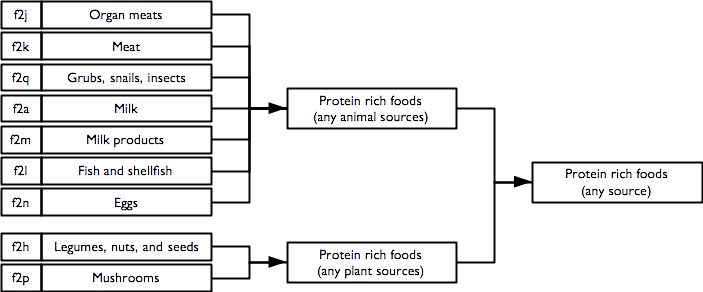 f2j Organ meats
f2k Meat
f2q Grubs, snails, insects
f2a Milk
f2m Milk products
f2l Fish and shellfish
f2n Eggs
Protein rich foods
(any animal sources)
Protein rich foods
(any source)
f2h Legumes, nuts, and seeds
f2p Mushrooms
Protein rich foods
(any plant sources)